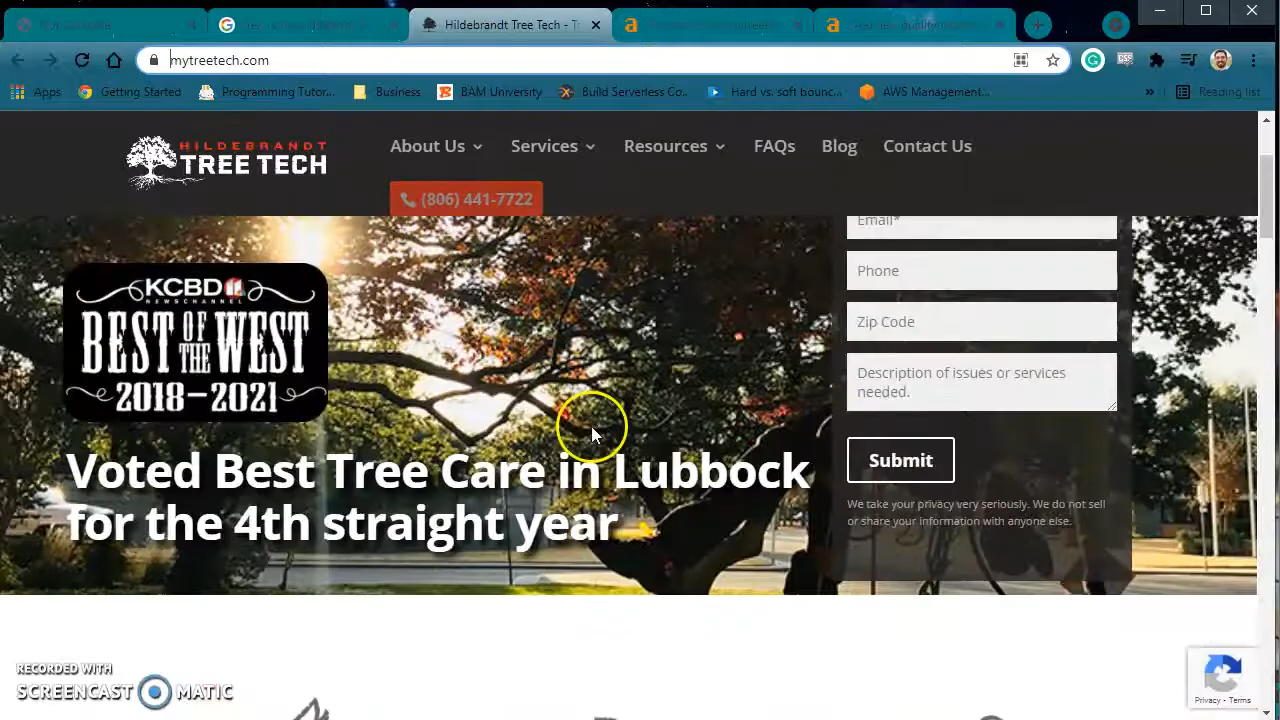 Hildebrandt Tree Tech - Tr
mytreetech.com
Apps
Getting Started
Programming Tutor...
Business
BAM University
Build Serverless Co...
Hard vs. soft bounc...
AWS Management...
»
Reading list
HILDEBRANDT
TREE TECH
About Us
Services
Resources
FAQs
Blog
Contact Us
(806) 441-7722
KCBD 11
NEWSCHANNEL
BEST OF THE WEST
2018-2021
Voted Best Tree Care in Lubbock
for the 4th straight year
Email*
Phone
Zip Code
Description of issues or services
needed.
Submit
We take your privacy very seriously. We do not sell
or share your information with anyone else.
RECORDED WITH
SCREENCAST MATIC
Privacy - Terms